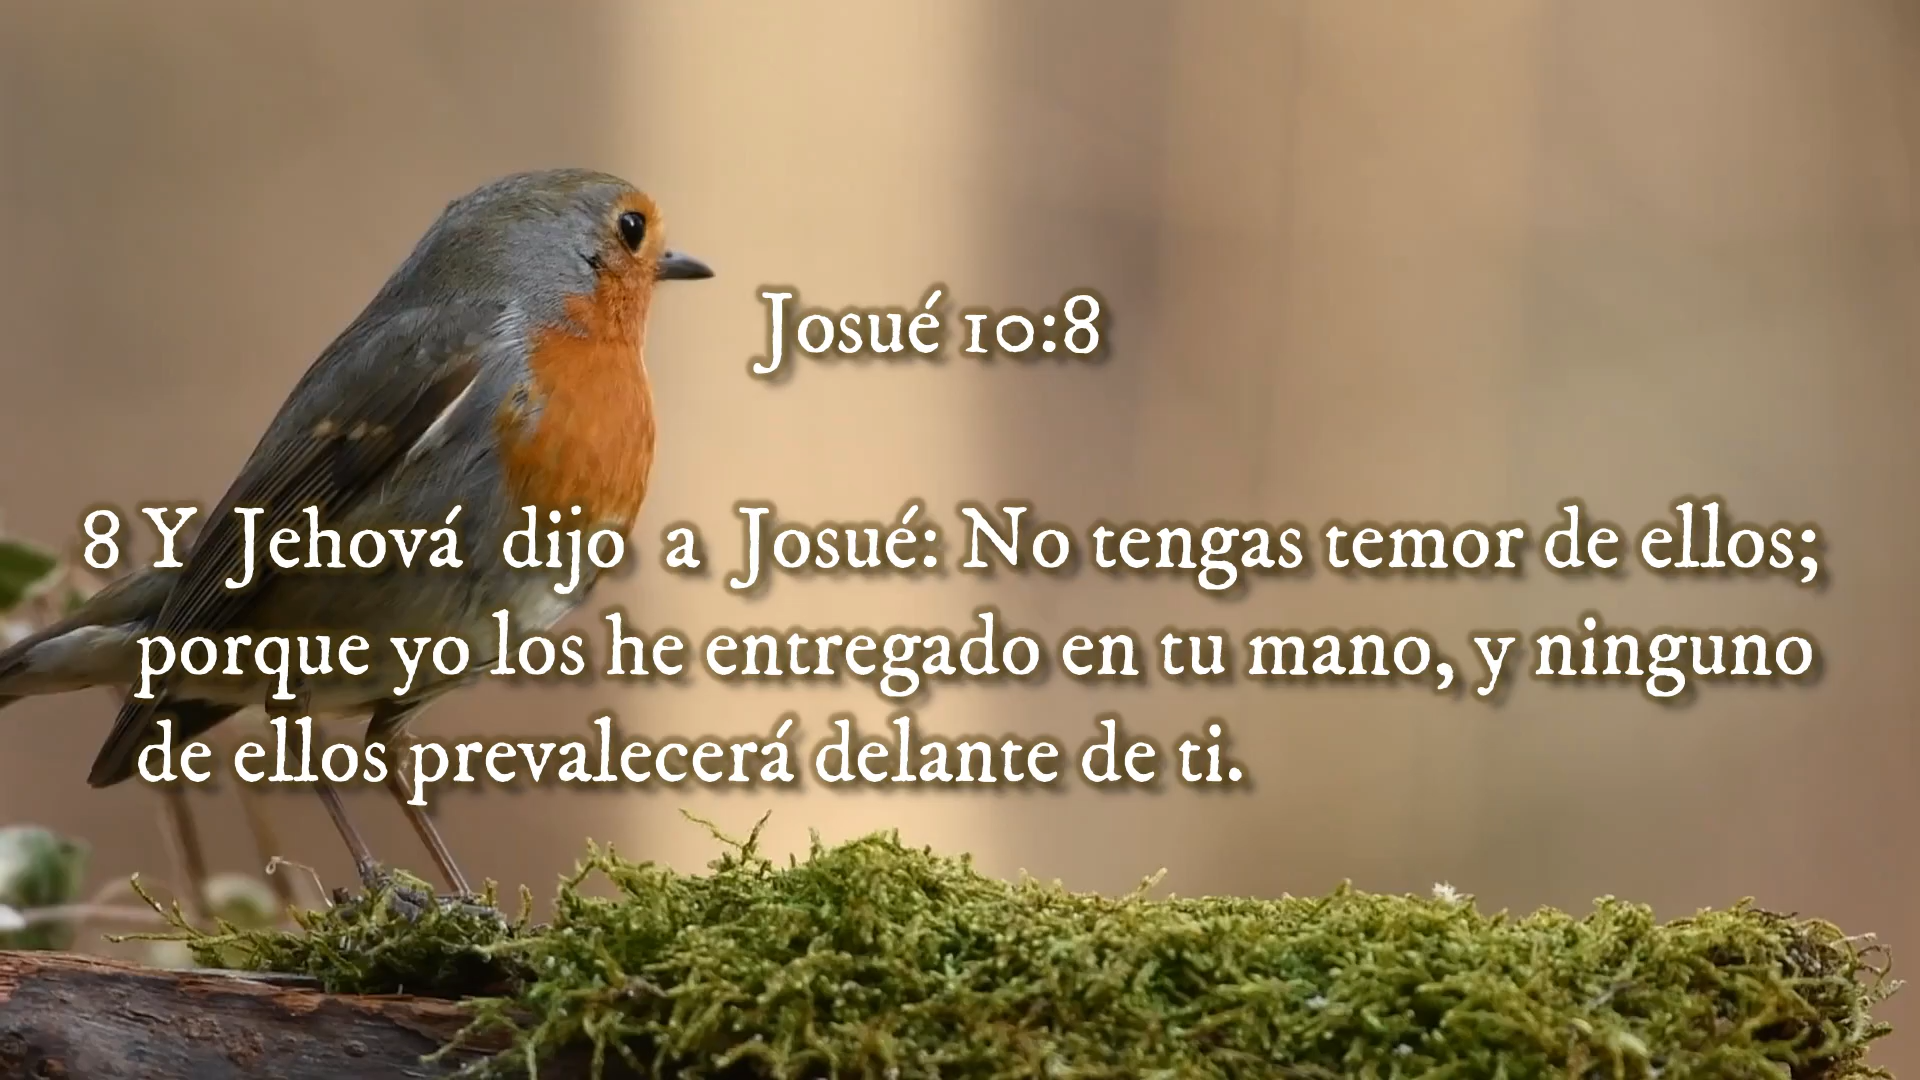 Josué 10:8
8 Y Jehová dijo a Josué: No tengas temor de ellos;
porque yo los he entregado en tu mano, y ninguno
de ellos prevalecerá delante de ti.